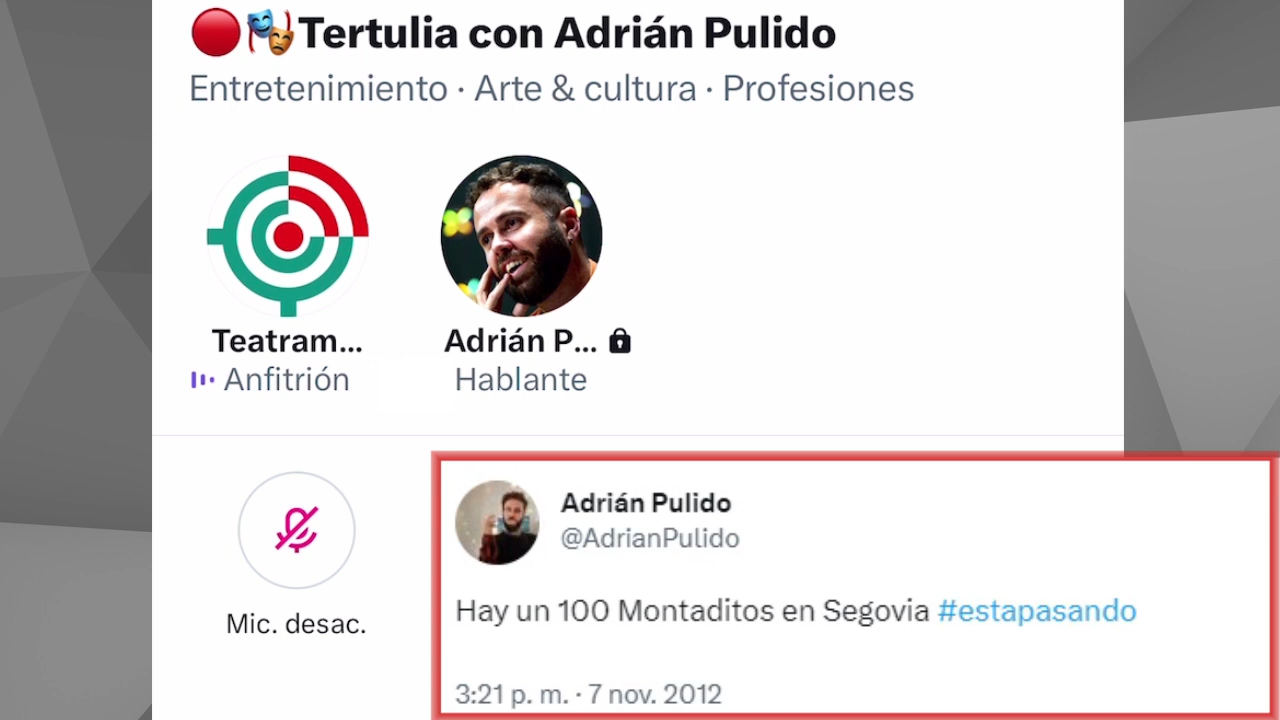 Tertulia con Adrián Pulido
Entretenimiento · Arte & cultura · Profesiones
Teatram...
Adrián P...
Anfitrión
Hablante
Mic. desac.
Adrián Pulido
@AdrianPulido
Hay un 100 Montaditos en Segovia #estapasando
3:21 p. m. · 7 nov. 2012